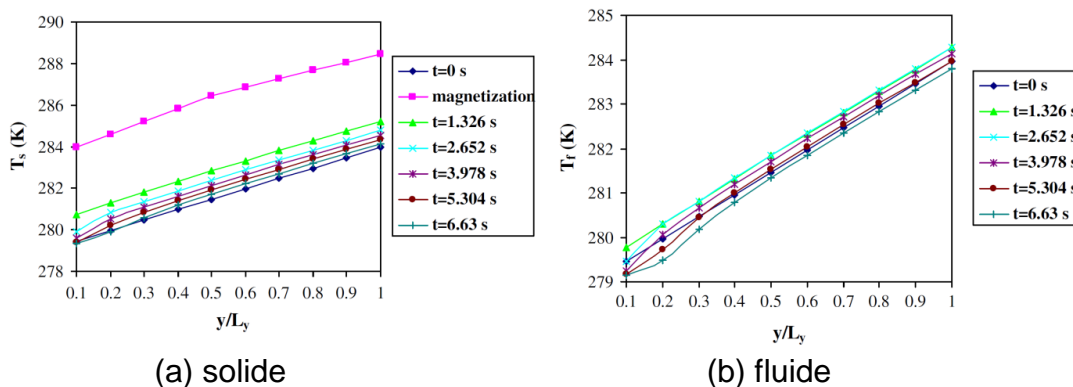 290
288
286
284
282
280
278
T_s (K)
0.1 0.2 0.3 0.4 0.5 0.6 0.7 0.8 0.9 1
y/L_y
t=0 s
magnetization
t=1.326 s
t=2.652 s
t=3.978 s
t=5.304 s
t=6.63 s
(a) solide
285
284
283
282
281
280
279
T_f (K)
0.1 0.2 0.3 0.4 0.5 0.6 0.7 0.8 0.9 1
y/L_y
t=0 s
t=1.326 s
t=2.652 s
t=3.978 s
t=5.304 s
t=6.63 s
(b) fluide